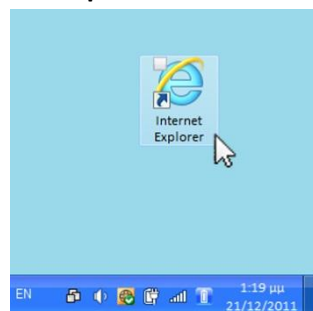 Internet
Explorer
EN
1:19 μμ
21/12/2011